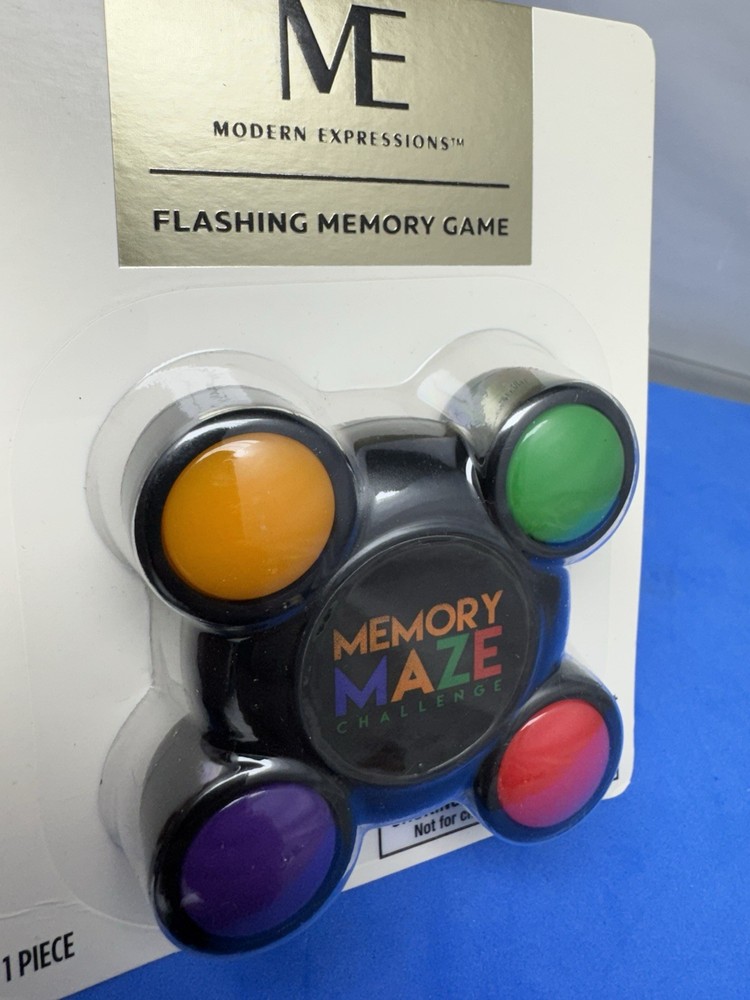 ME
MODERN EXPRESSIONS™
FLASHING MEMORY GAME
MEMORY
MAZE
CHALLENGE
Not for
1 PIECE